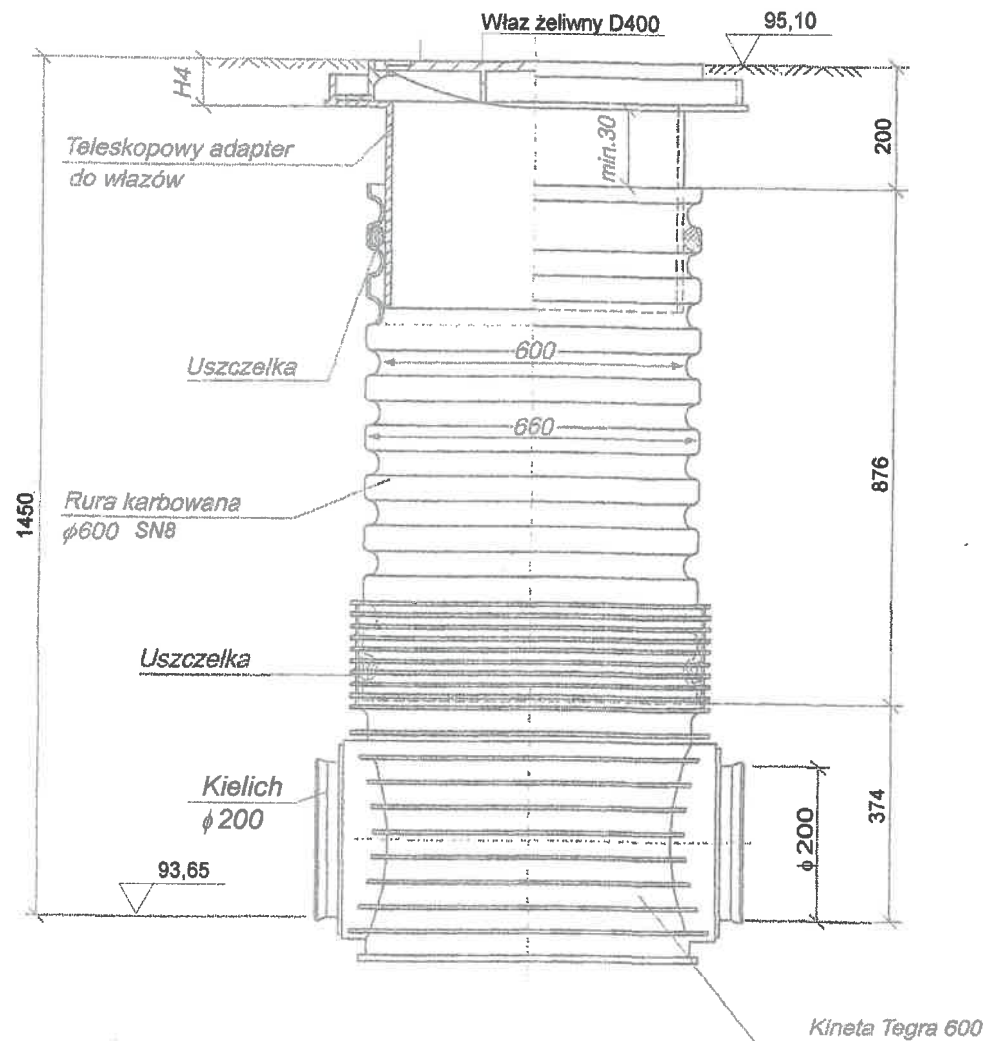 Właz żeliwny D400
95,10
H4
Teleskopowy adapter
do włazów
min.30
200
Uszczelka
600
660
876
1450
Rura karbowana
ϕ600 SN8
Uszczelka
Kielich
ϕ200
ϕ200
374
93,65
Kineta Tegra 600